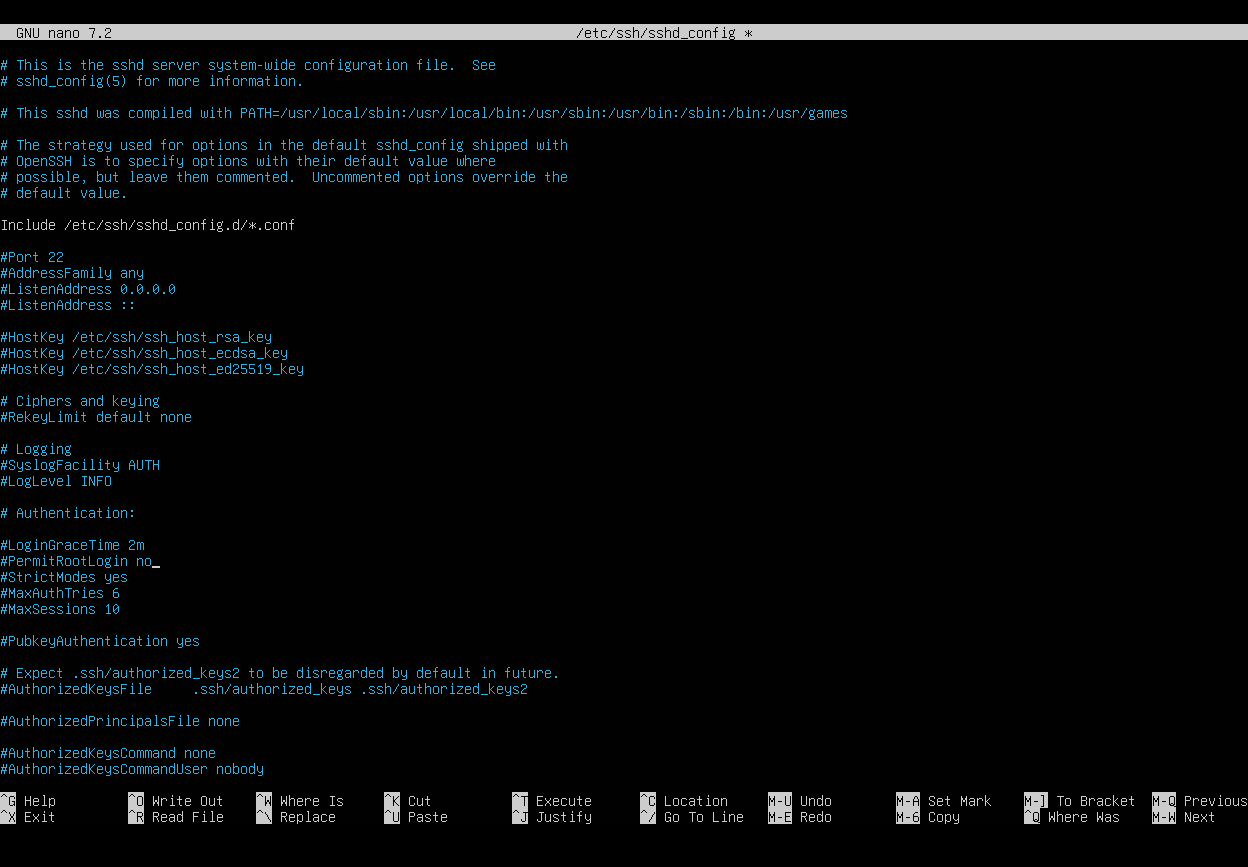 GNU nano 7.2 /etc/ssh/sshd_config *
# This is the sshd server system-wide configuration file.  See
# sshd_config(5) for more information.
# This sshd was compiled with PATH=/usr/local/sbin:/usr/local/bin:/usr/sbin:/usr/bin:/sbin:/bin:/usr/games
# The strategy used for options in the default sshd_config shipped with
# OpenSSH is to specify options with their default value where
# possible, but leave them commented.  Uncommented options override the
# default value.
Include /etc/ssh/sshd_config.d/*.conf
#Port 22
#AddressFamily any
#ListenAddress 0.0.0.0
#ListenAddress ::
#HostKey /etc/ssh/ssh_host_rsa_key
#HostKey /etc/ssh/ssh_host_ecdsa_key
#HostKey /etc/ssh/ssh_host_ed25519_key
# Ciphers and keying
#RekeyLimit default none
# Logging
#SyslogFacility AUTH
#LogLevel INFO
# Authentication:
#LoginGraceTime 2m
#PermitRootLogin no
#StrictModes yes
#MaxAuthTries 6
#MaxSessions 10
#PubkeyAuthentication yes
# Expect .ssh/authorized_keys2 to be disregarded by default in future.
#AuthorizedKeysFile     .ssh/authorized_keys .ssh/authorized_keys2
#AuthorizedPrincipalsFile none
#AuthorizedKeysCommand none
#AuthorizedKeysCommandUser nobody
^G Help ^O Write Out ^W Where Is ^K Cut ^T Execute ^C Location M-U Undo M-A Set Mark M-] To Bracket M-Q Previous
^X Exit ^R Read File ^\ Replace ^U Paste ^J Justify ^/ Go To Line M-E Redo M-6 Copy ^Q Where Was M-W Next